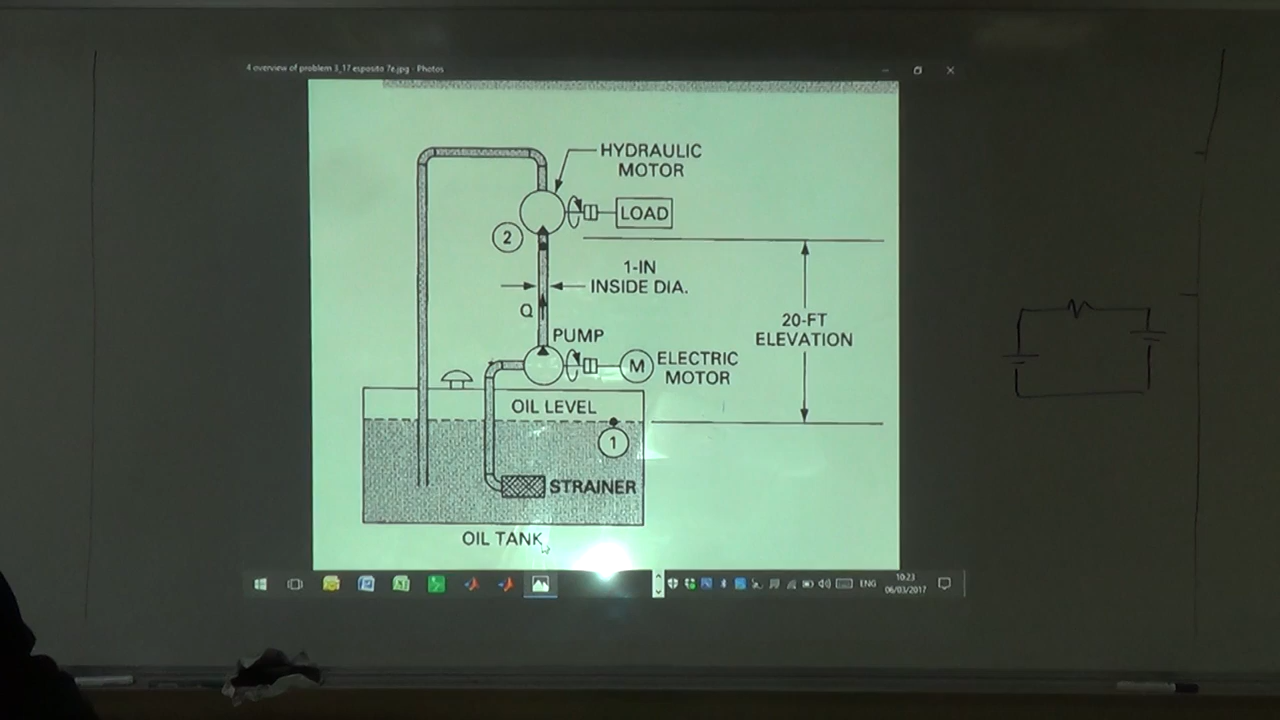 4 overview of problem 3_17 esposito 7e.jpg - Photos
HYDRAULIC
MOTOR
LOAD
2
1-IN
INSIDE DIA.
Q
20-FT
ELEVATION
PUMP
M
ELECTRIC
MOTOR
OIL LEVEL
1
STRAINER
OIL TANK
ENG
10:23
06/03/2017